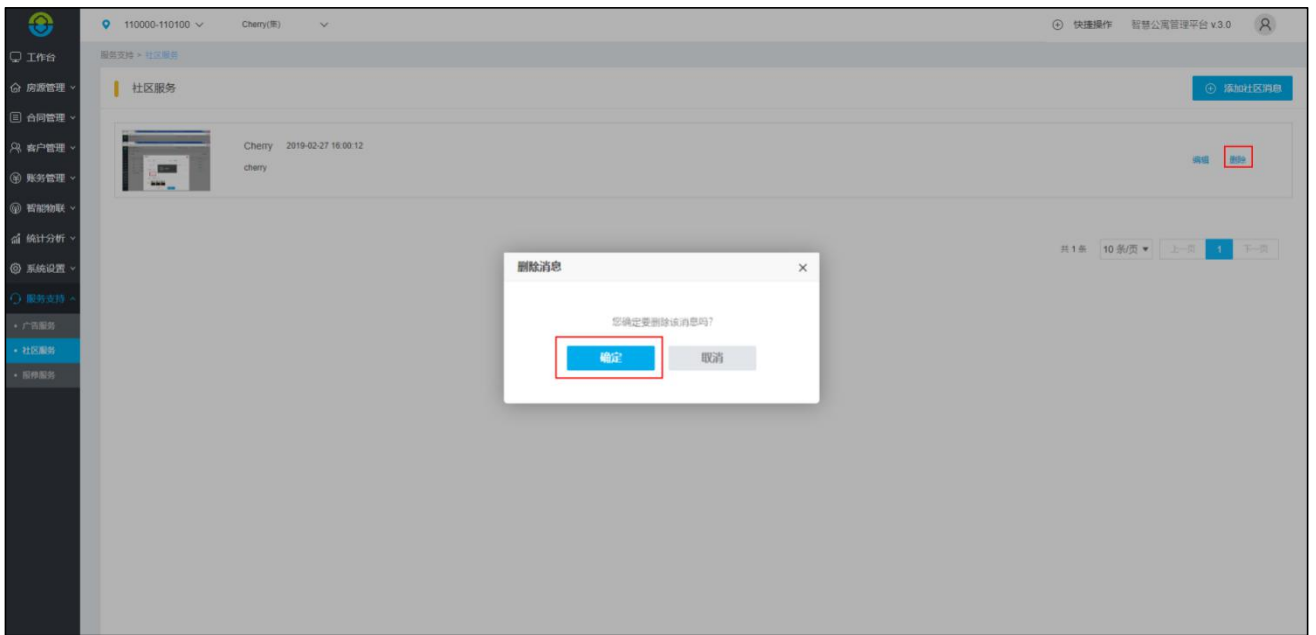 110000-110100
Cherry(集)
快捷操作
智慧公寓管理平台 v.3.0
工作台
房源管理
合同管理
客户管理
账务管理
智能物联
统计分析
系统设置
服务支持
• 广告服务
• 社区服务
• 报修服务
服务支持 > 社区服务
社区服务
添加社区消息
Cherry 2019-02-27 16:00:12
cherry
编辑 删除
共 1 条 10 条/页 上一页 1 下一页
删除消息 ×
您确定要删除该消息吗?
确定 取消